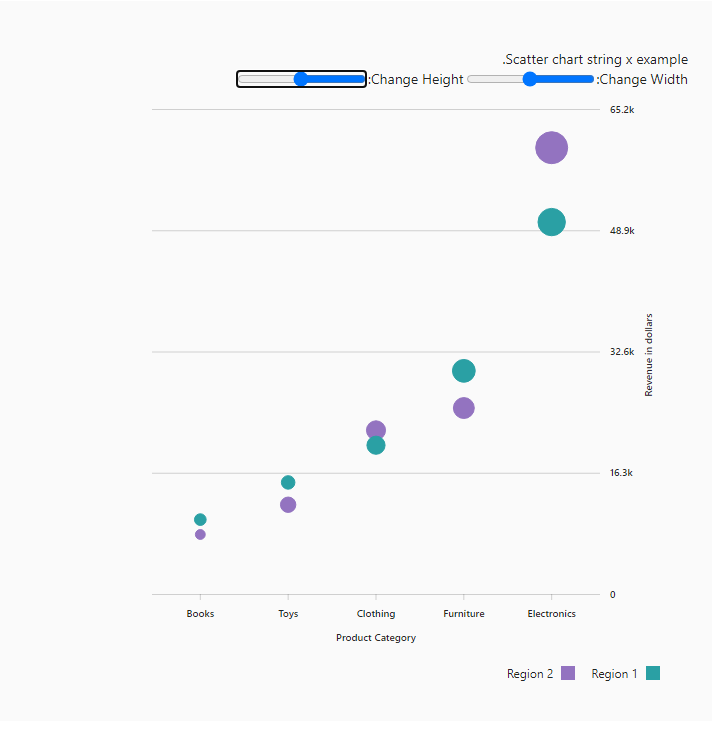 .Scatter chart string x example
:Change Height :Change Width
65.2k
48.9k
32.6k
16.3k
0
Revenue in dollars
Books Toys Clothing Furniture Electronics
Product Category
Region 2 Region 1